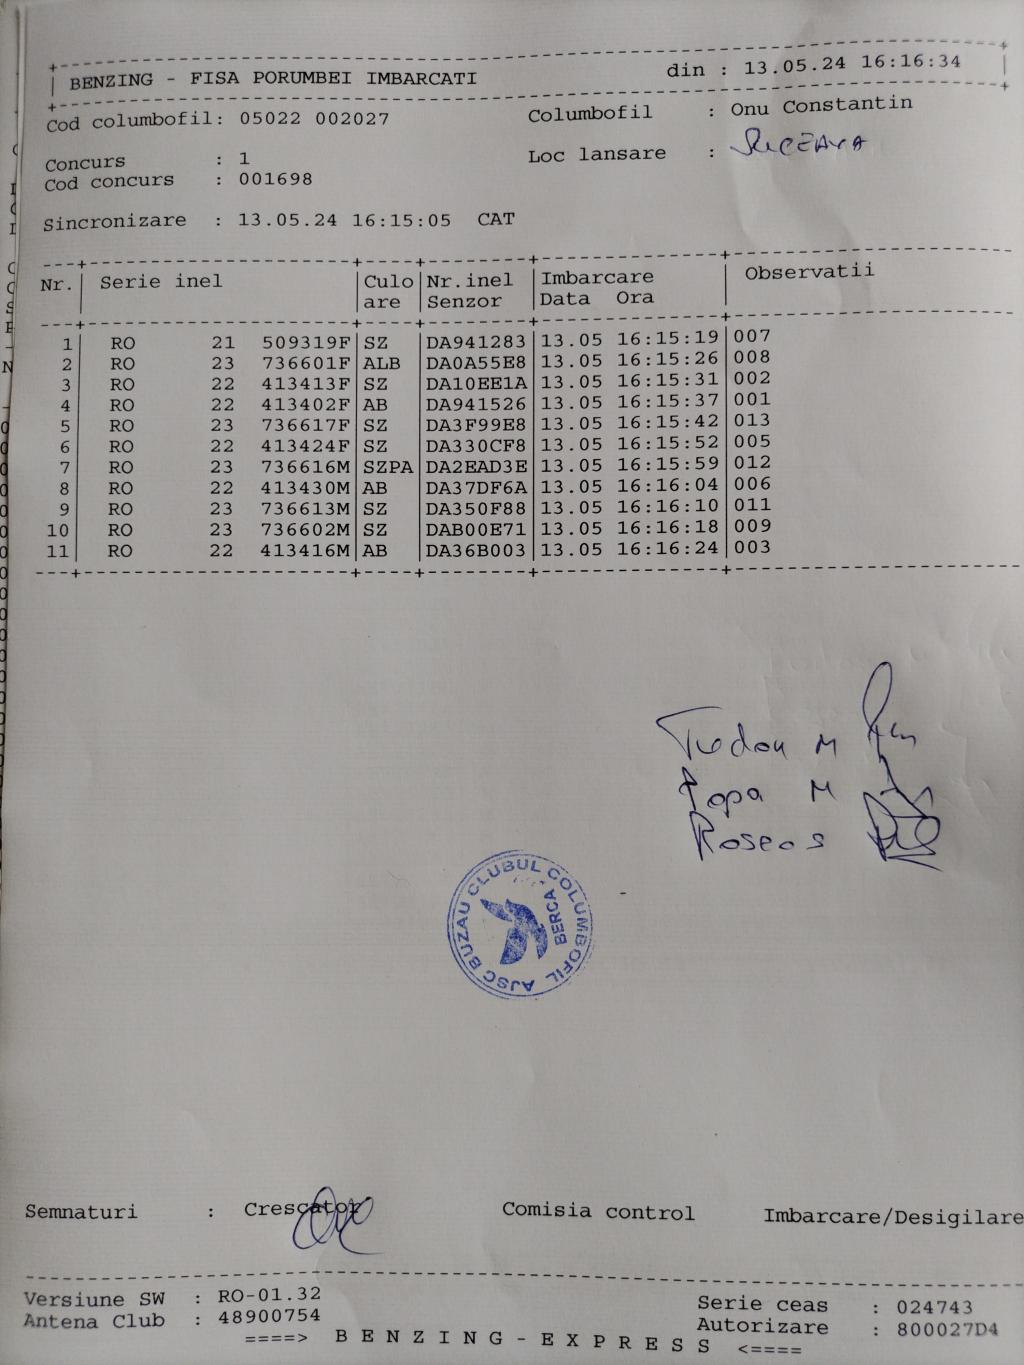 BENZING - FISA PORUMBEI IMBARCATI din : 13.05.24 16:16:34
Cod columbofil: 05022 002027 Columbofil : Onu Constantin
Concurs : 1 Loc lansare : SUCEAVA
Cod concurs : 001698
Sincronizare : 13.05.24 16:15:05 CAT
Nr. Serie inel Culo Nr.inel Imbarcare Observatii
are Senzor Data Ora
1 RO 21 509319F SZ DA941283 13.05 16:15:19 007
2 RO 23 736601F ALB DA0A55E8 13.05 16:15:26 008
3 RO 22 413413F SZ DA10EE1A 13.05 16:15:31 002
4 RO 22 413402F AB DA941526 13.05 16:15:37 001
5 RO 23 736617F SZ DA3F99E8 13.05 16:15:42 013
6 RO 22 413424F SZ DA330CF8 13.05 16:15:52 005
7 RO 23 736616M SZPA DA2EAD3E 13.05 16:15:59 012
8 RO 22 413430M AB DA37DF6A 13.05 16:16:04 006
9 RO 23 736613M SZ DA350F88 13.05 16:16:10 011
10 RO 23 736602M SZ DAB00E71 13.05 16:16:18 009
11 RO 22 413416M AB DA36B003 13.05 16:16:24 003
Tudor M
Popa M
AJSC BUZAU CLUBUL COLUMBOFIL
BERCA
Semnaturi : Crescator Comisia control Imbarcare/Desigilare
Versiune SW : RO-01.32 Serie ceas : 024743
Antena Club : 48900754 Autorizare : 800027D4
====> B E N Z I N G - E X P R E S S <====